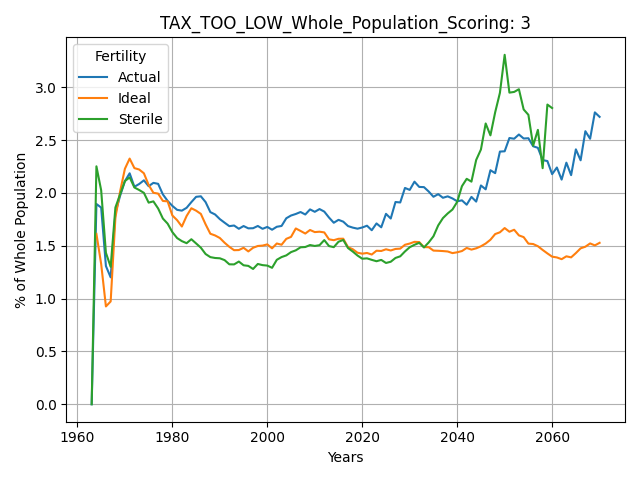 TAX_TOO_LOW_Whole_Population_Scoring: 3
Fertility
Actual
Ideal
Sterile
% of Whole Population
3.0
2.5
2.0
1.5
1.0
0.5
0.0
1960 1980 2000 2020 2040 2060
Years